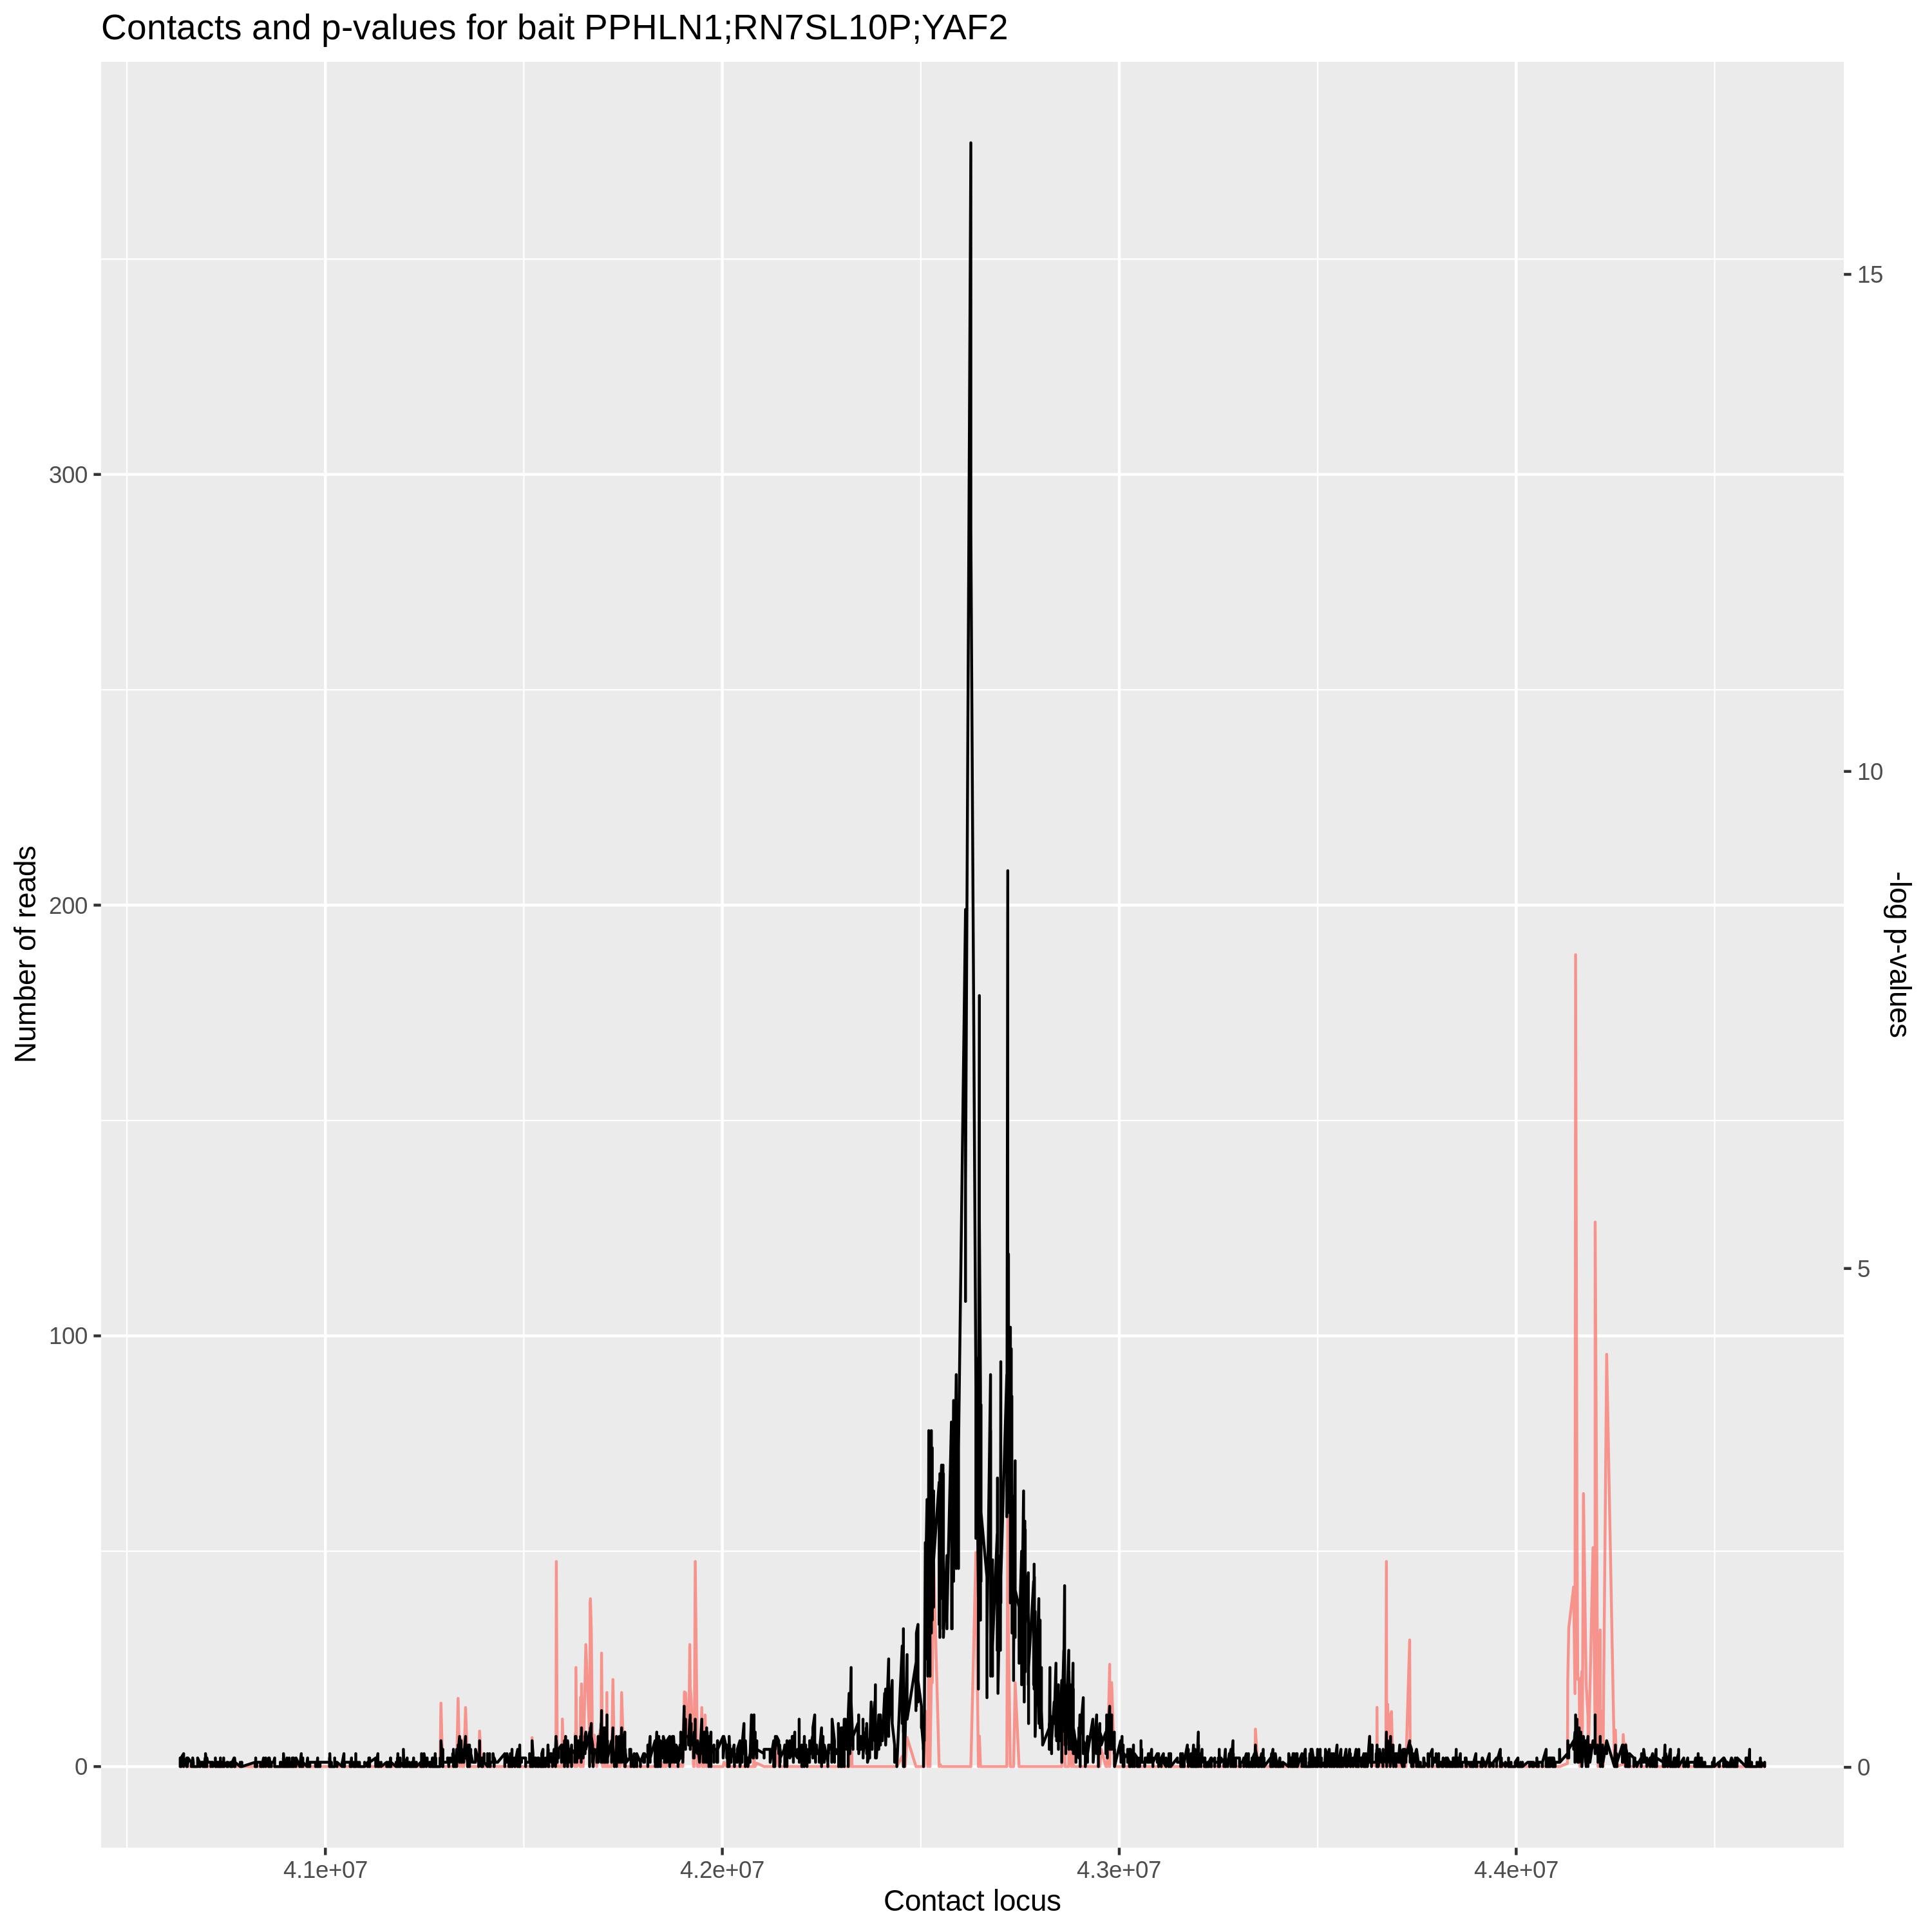 Contacts and p-values for bait PPHLN1;RN7SL10P;YAF2
300
200
100
0
Number of reads
15
10
5
0
-log p-values
4.1e+07
4.2e+07
4.3e+07
4.4e+07
Contact locus